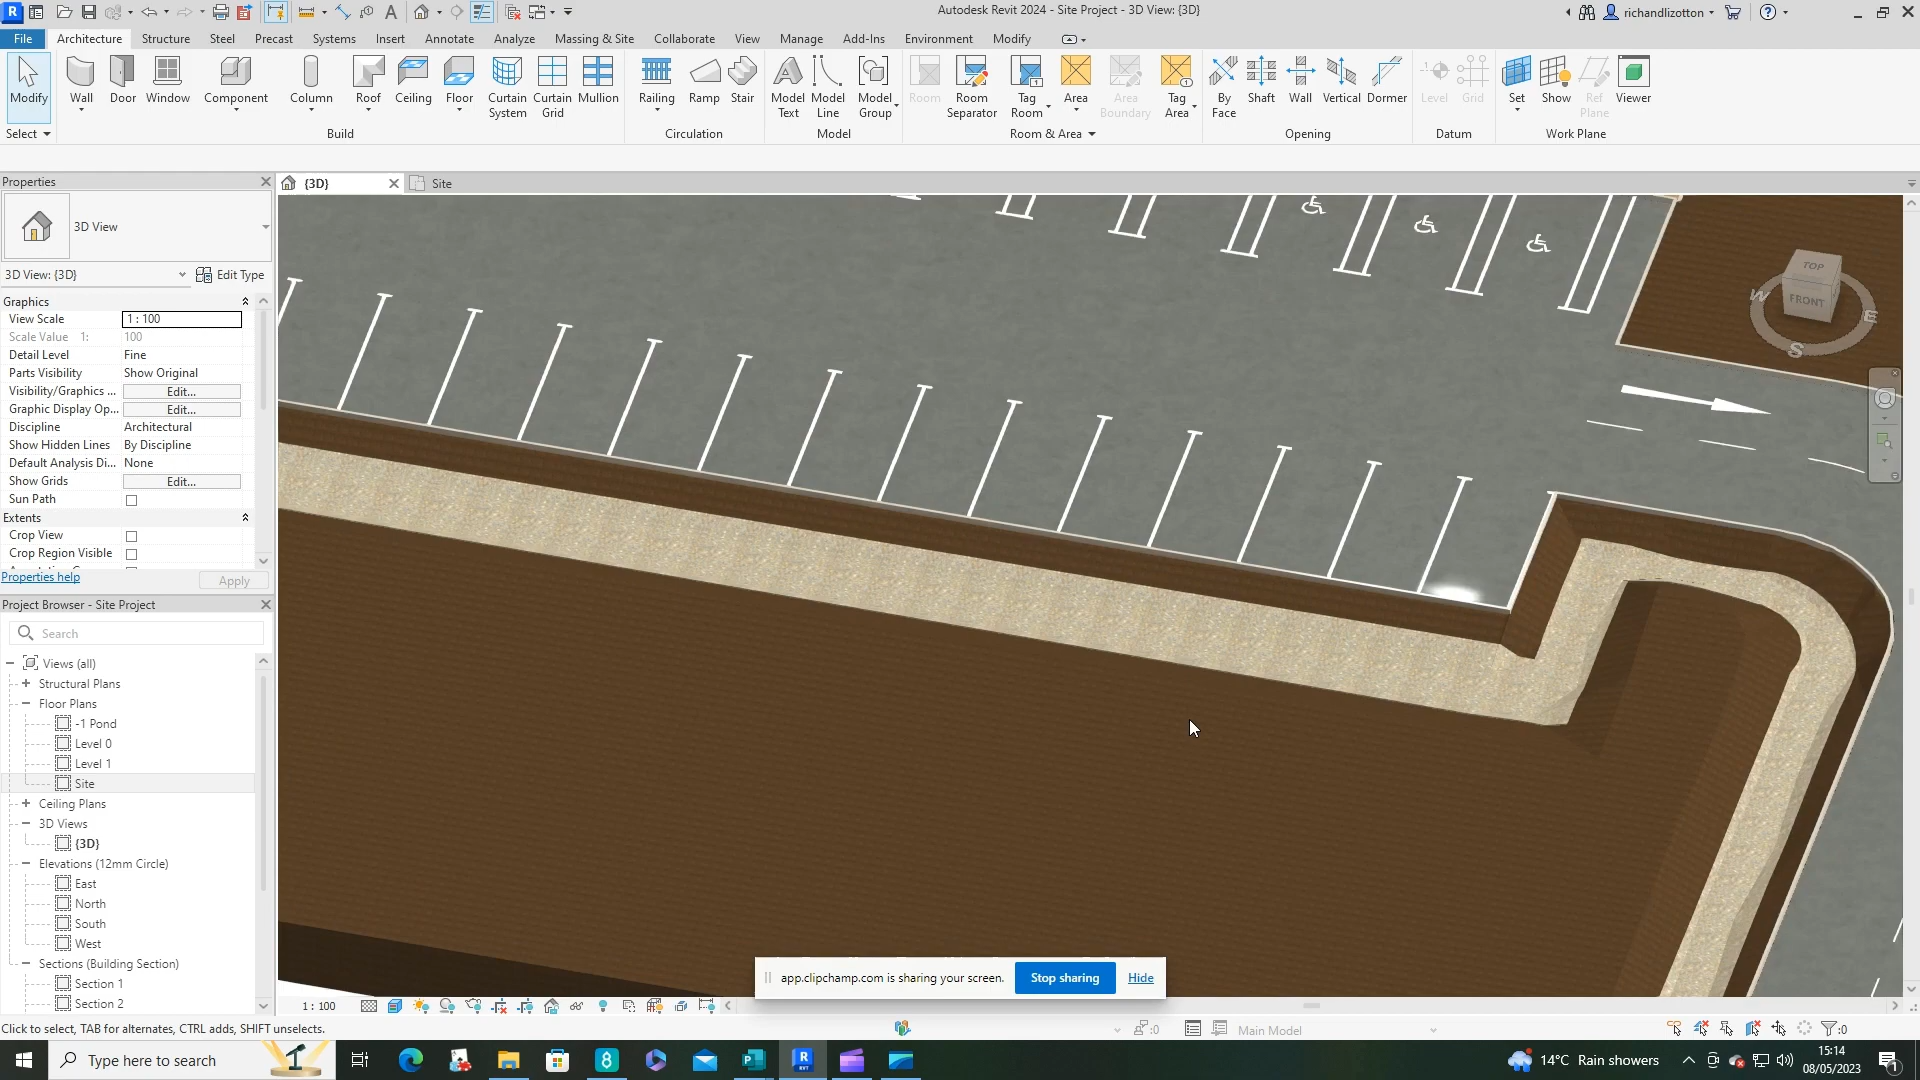 Autodesk Revit 2024 - Site Project - 3D View: {3D}
richandlizotton
File
Architecture
Structure
Steel
Precast
Systems
Insert
Annotate
Analyze
Massing & Site
Collaborate
View
Manage
Add-Ins
Environment
Modify
Modify
Wall
Door
Window
Component
Column
Roof
Ceiling
Floor
Curtain System
Curtain Grid
Mullion
Railing
Ramp
Stair
Model Text
Model Line
Model Group
Room
Room Separator
Tag Room
Area
Area Boundary
Tag Area
By Face
Shaft
Wall
Vertical
Dormer
Level
Grid
Set
Show
Ref Plane
Viewer
Select
Build
Circulation
Model
Room & Area
Opening
Datum
Work Plane
Properties
{3D}
Site
3D View
3D View: {3D}
Edit Type
Graphics
View Scale 1 : 100
Scale Value 1: 100
Detail Level Fine
Parts Visibility Show Original
Visibility/Graphics ... Edit...
Graphic Display Op... Edit...
Discipline Architectural
Show Hidden Lines By Discipline
Default Analysis Di... None
Show Grids Edit...
Sun Path
Extents
Crop View
Crop Region Visible
Properties help
Apply
Project Browser - Site Project
Search
Views (all)
Structural Plans
Floor Plans
-1 Pond
Level 0
Level 1
Site
Ceiling Plans
3D Views
{3D}
Elevations (12mm Circle)
East
North
South
West
Sections (Building Section)
Section 1
Section 2
TOP
FRONT
W
E
S
app.clipchamp.com is sharing your screen.
Stop sharing
Hide
1 : 100
Click to select, TAB for alternates, CTRL adds, SHIFT unselects.
:0
Main Model
:0
Type here to search
14°C Rain showers
15:14
08/05/2023
1